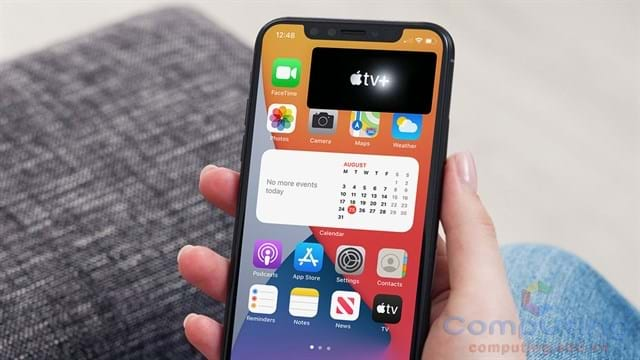 12:48
tv+
FaceTime
Photos Camera Maps Weather
No more events
today
AUGUST
M T W T F S S
1 2
3 4 5 6 7 8 9
10 11 12 13 14 15 16
17 18 19 20 21 22 23
24 25 26 27 28 29 30
31
Calendar
Podcasts App Store Settings Contacts
tv
Reminders Notes News TV
Computing